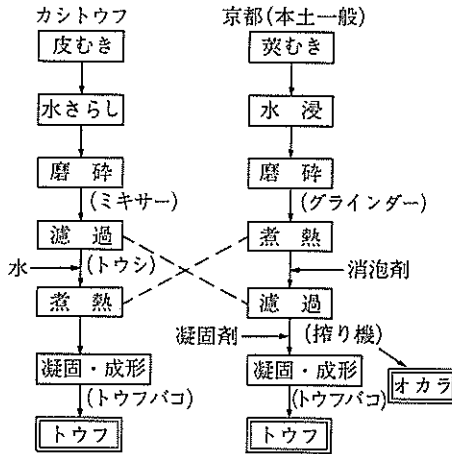 カシトウフ
皮むき
水さらし
磨砕
(ミキサー)
濾過
水
(トウシ)
煮熱
凝固・成形
(トウフバコ)
トウフ
京都(本土一般)
莢むき
水浸
磨砕
(グラインダー)
煮熱
消泡剤
濾過
凝固剤
(搾り機)
凝固・成形
オカラ
(トウフバコ)
トウフ